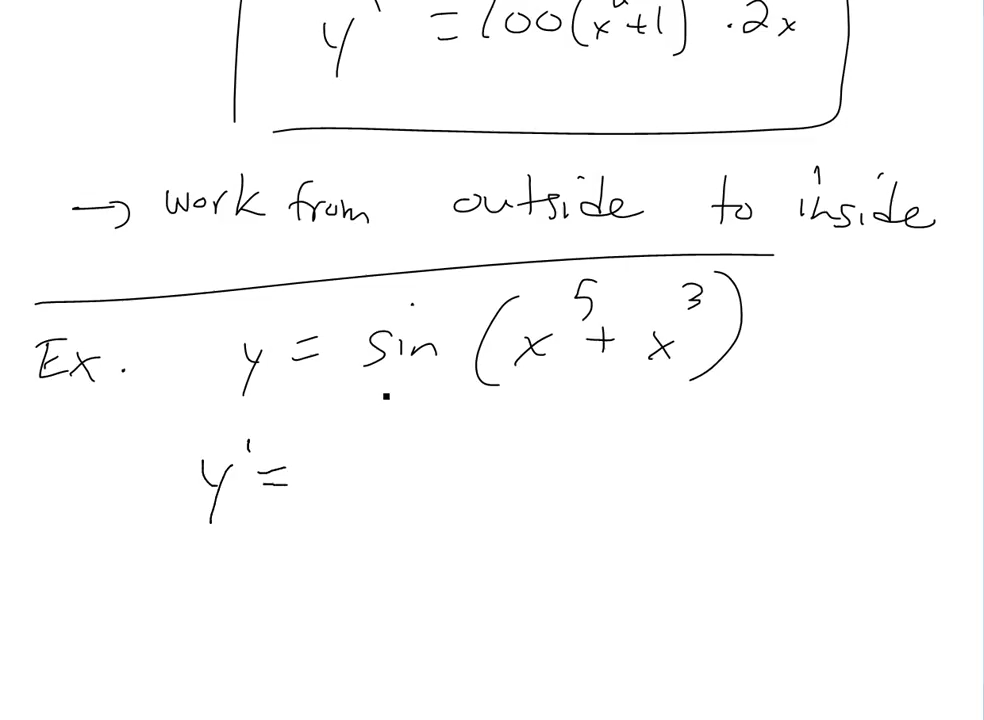 y' = 100(x²+1) · 2x
→ work from outside to inside
Ex. y = sin (x⁵ + x³)
y' =